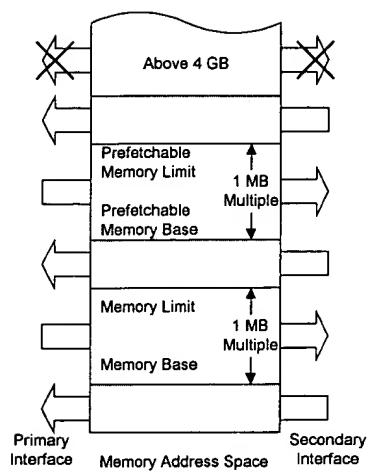 Above 4 GB
Prefetchable
Memory Limit
1 MB
Multiple
Prefetchable
Memory Base
Memory Limit
1 MB
Multiple
Memory Base
Primary
Interface
Memory Address Space
Secondary
Interface